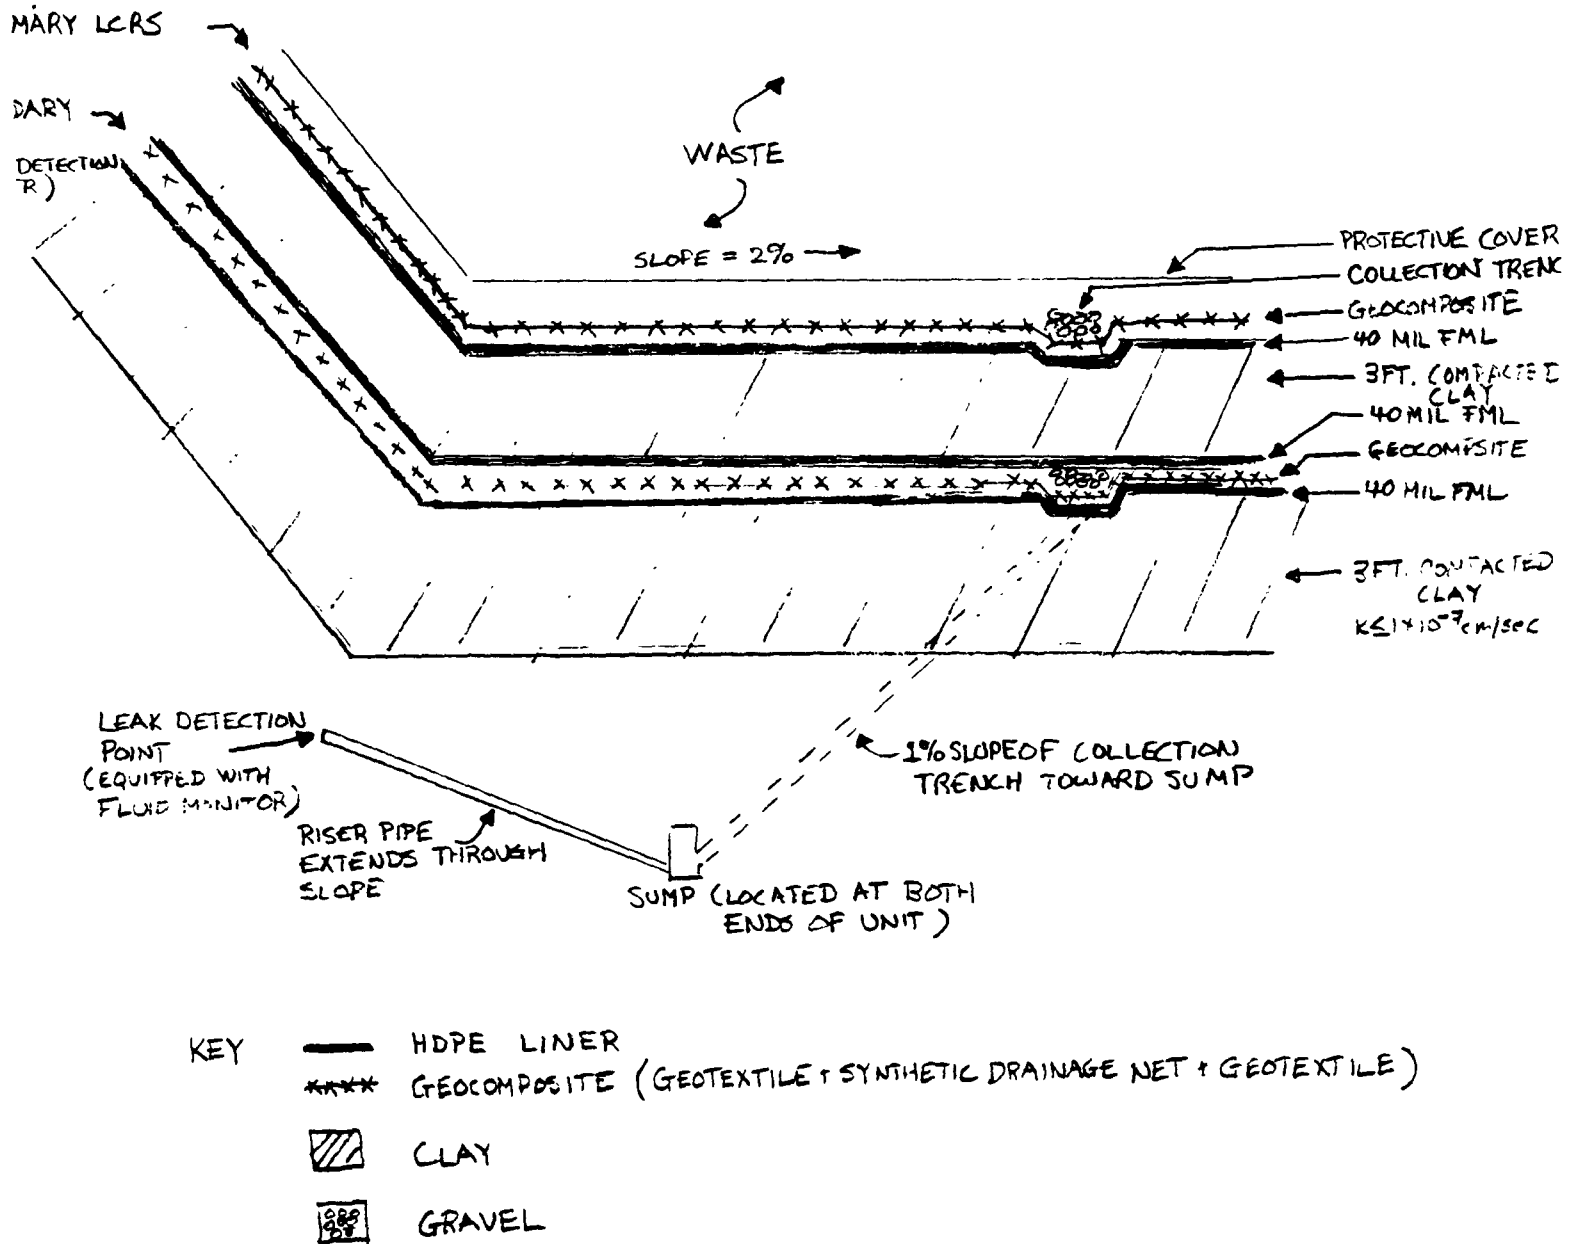 MARY LCRS
DARY
DETECTION
R)
WASTE
SLOPE = 2%
PROTECTIVE COVER
COLLECTION TRENC
GEOCOMPOSITE
40 MIL FML
3FT. COMPACTED
CLAY
40 MIL FML
GEOCOMPOSITE
40 MIL FML
3FT. COMPACTED
CLAY
K≤1×10⁻⁷cm/sec
LEAK DETECTION
POINT
(EQUIPPED WITH
FLUID MONITOR)
RISER PIPE
EXTENDS THROUGH
SLOPE
1% SLOPE OF COLLECTION
TRENCH TOWARD SUMP
SUMP (LOCATED AT BOTH
ENDS OF UNIT)
KEY
HDPE LINER
GEOCOMPOSITE (GEOTEXTILE + SYNTHETIC DRAINAGE NET + GEOTEXTILE)
CLAY
GRAVEL